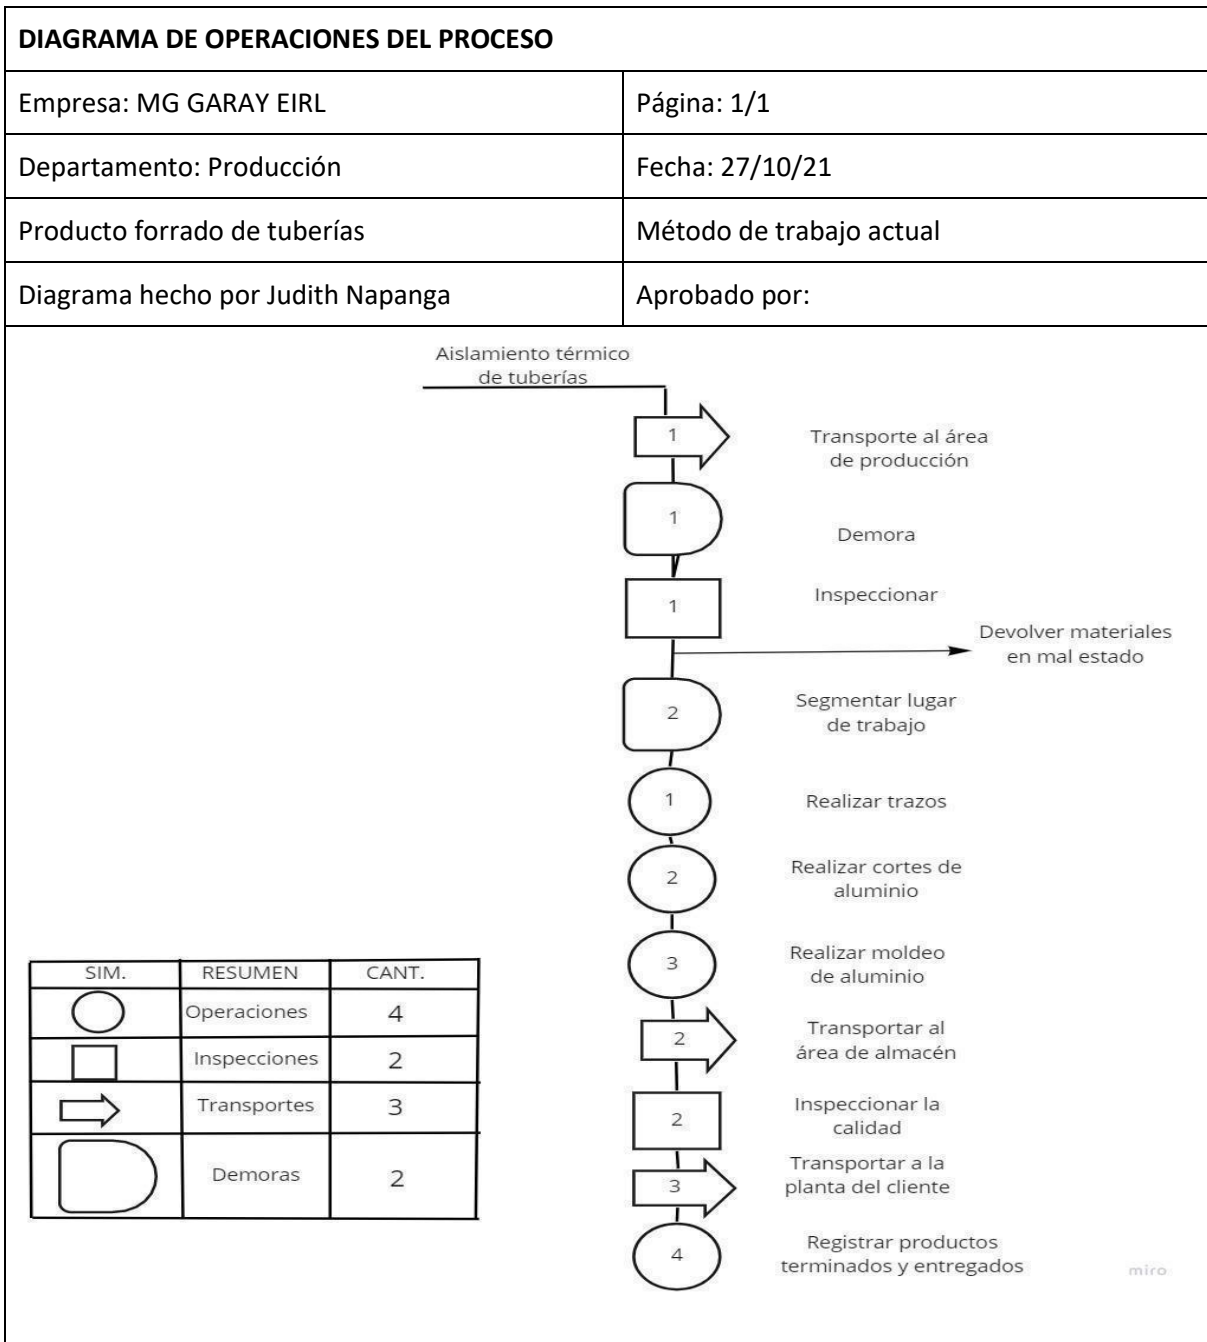 DIAGRAMA DE OPERACIONES DEL PROCESO
Empresa: MG GARAY EIRL
Página: 1/1
Departamento: Producción
Fecha: 27/10/21
Producto forrado de tuberías
Método de trabajo actual
Diagrama hecho por Judith Napanga
Aprobado por:
Aislamiento térmico
de tuberías
1
Transporte al área
de producción
1
Demora
1
Inspeccionar
Devolver materiales
en mal estado
2
Segmentar lugar
de trabajo
1
Realizar trazos
2
Realizar cortes de
aluminio
3
Realizar moldeo
de aluminio
2
Transportar al
área de almacén
2
Inspeccionar la
calidad
3
Transportar a la
planta del cliente
4
Registrar productos
terminados y entregados
SIM. RESUMEN CANT.
Operaciones 4
Inspecciones 2
Transportes 3
Demoras 2
miro